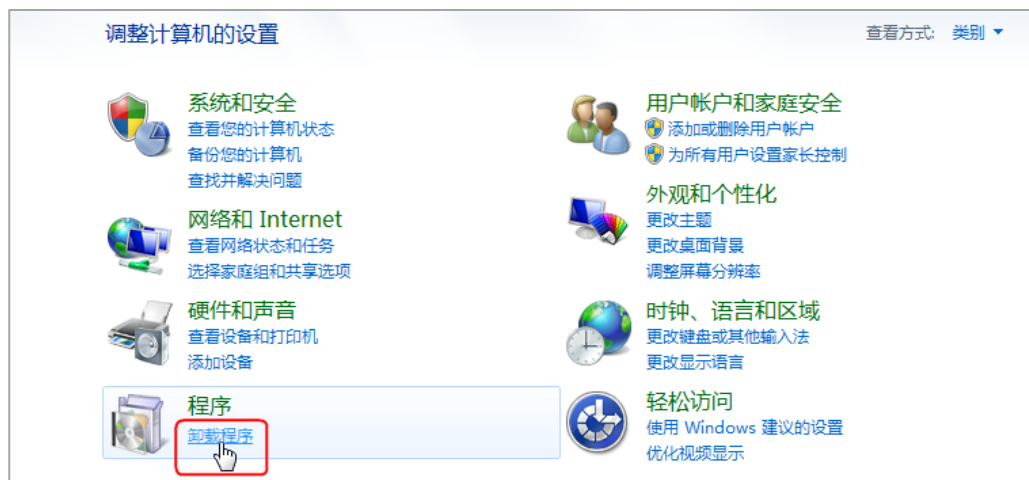 调整计算机的设置
查看方式: 类别
系统和安全
查看您的计算机状态
备份您的计算机
查找并解决问题
网络和 Internet
查看网络状态和任务
选择家庭组和共享选项
硬件和声音
查看设备和打印机
添加设备
程序
卸载程序
用户帐户和家庭安全
添加或删除用户帐户
为所有用户设置家长控制
外观和个性化
更改主题
更改桌面背景
调整屏幕分辨率
时钟、语言和区域
更改键盘或其他输入法
更改显示语言
轻松访问
使用 Windows 建议的设置
优化视频显示